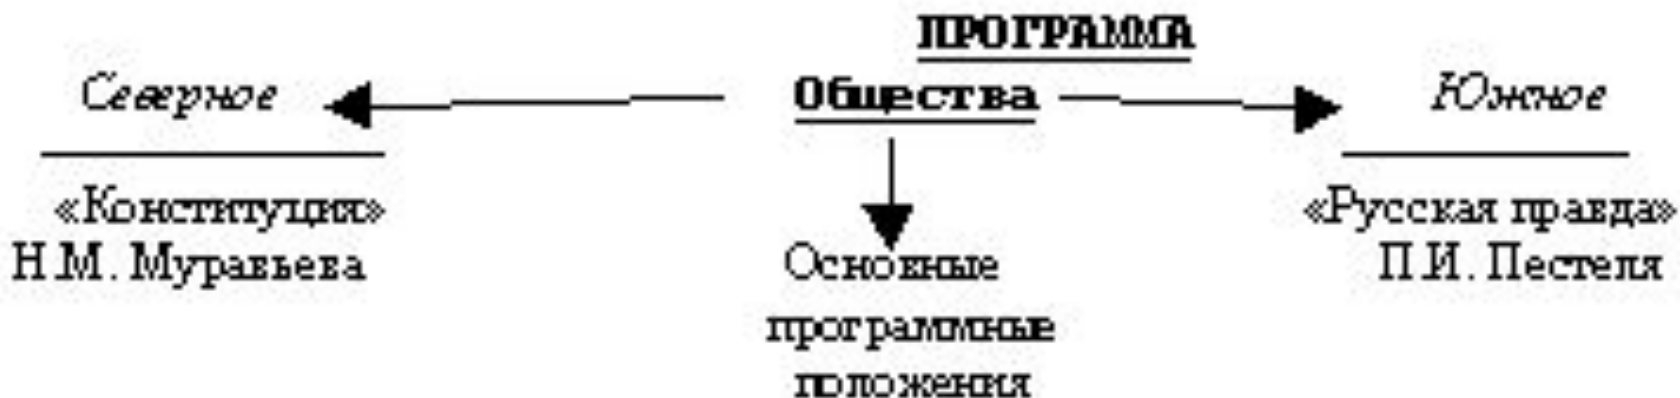 ПРОГРАММА
Северное Общества Южное
«Конституция» «Русская правда»
Н.М. Муравьева Основные П.И. Пестеля
программные
положения